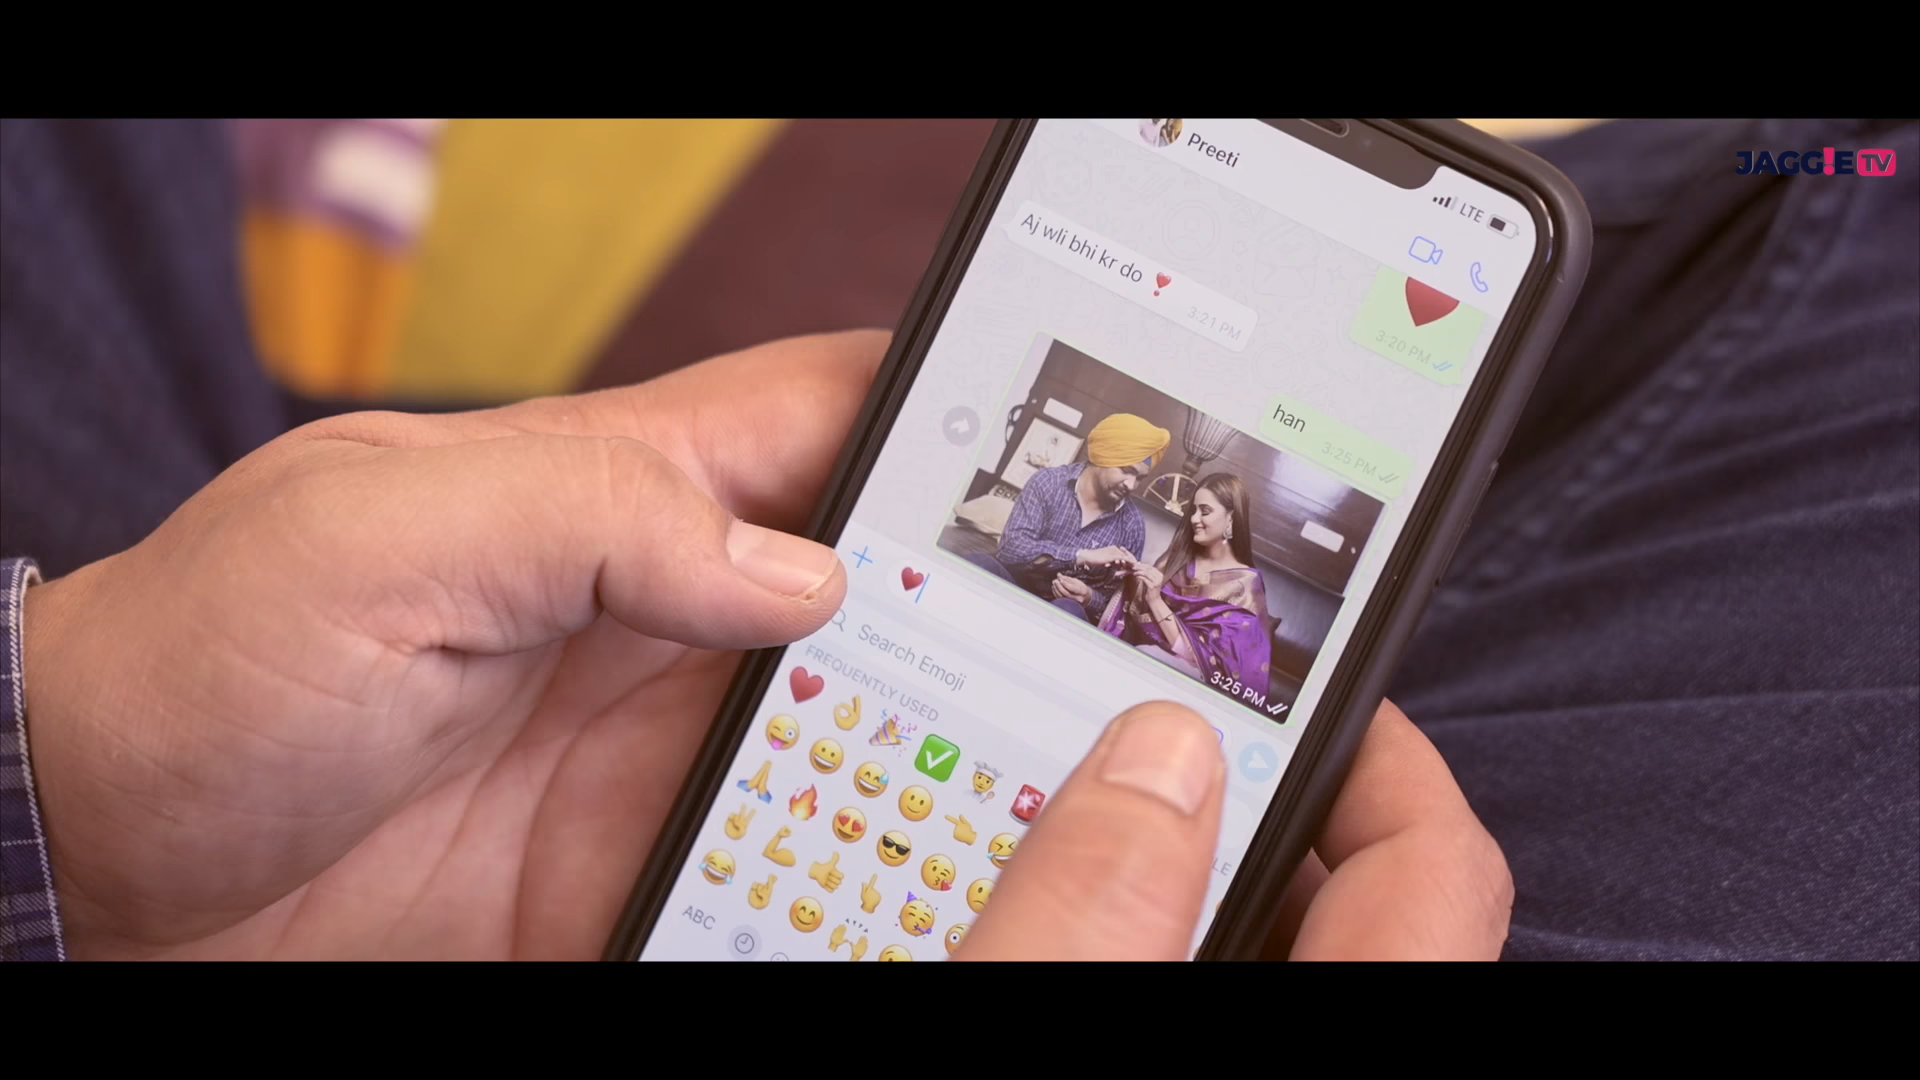 JAGG!E TV
Preeti
LTE
3:20 PM
Aj wli bhi kr do
3:21 PM
han
3:25 PM
3:25 PM
Search Emoji
FREQUENTLY USED
ABC